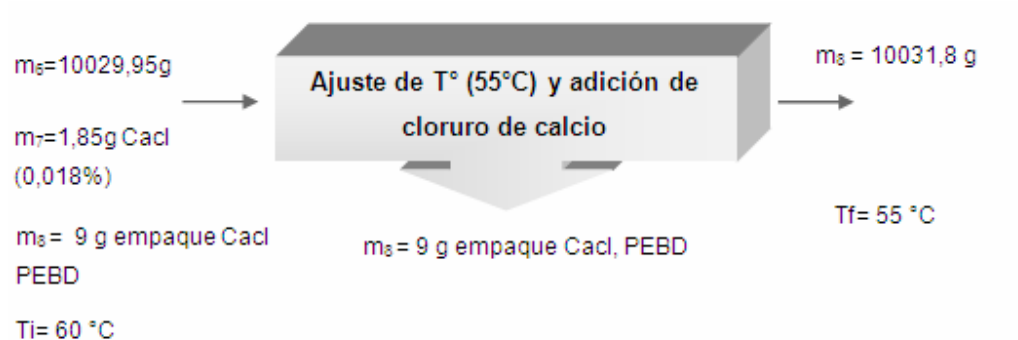 m₆=10029,95g
m₇=1,85g Cacl
(0,018%)
m₈ = 9 g empaque Cacl
PEBD
Ti= 60 °C
Ajuste de T° (55°C) y adición de
cloruro de calcio
m₈ = 9 g empaque Cacl, PEBD
m₈ = 10031,8 g
Tf= 55 °C